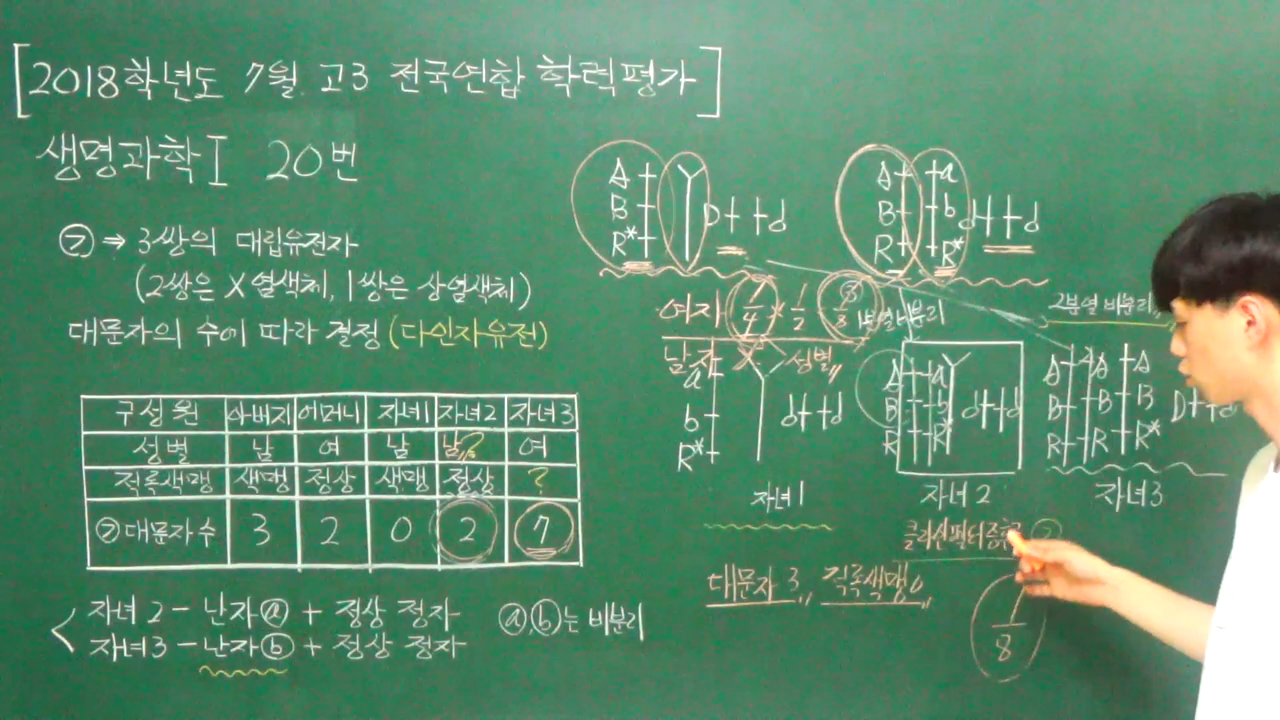 [2018학년도 7월 고3 전국연합 학력평가]
생명과학 I 20번
㉠ ⇒ 3쌍의 대립유전자
(2쌍은 X 염색체, 1쌍은 상염색체)
대문자의 수에 따라 결정 (다인자유전)
구성원 아버지 어머니 자녀1 자녀2 자녀3
성별 남 여 남 남? 여
적록색맹 색맹 정상 색맹 정상 ?
㉠대문자 수 3 2 0 2 7
자녀 2 - 난자 ⓐ + 정상 정자
자녀 3 - 난자 ⓑ + 정상 정자
ⓐ,ⓑ는 비분리
A
B
R*
D d
A a
B b
R R*
d d
여자 1/4 × 1/2
1/8
1분열 비분리
2분열 비분리,
남자
성별
a
b
R*
d d
자녀 1
A a
B b
R R*
d d
자녀 2
A A A
B B B
R R R*
D d
자녀 3
클라인펠터증후군
대문자 3, 적록색맹
1/8